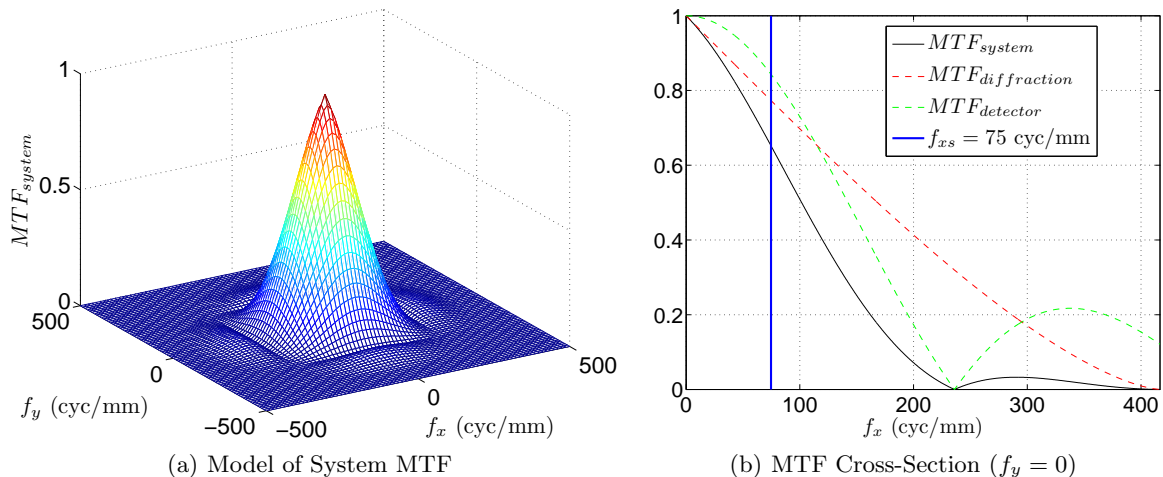 1
0.5
0
500
0
−500
−500
0
500
MTF_system
f_y (cyc/mm)
f_x (cyc/mm)
(a) Model of System MTF
1
0.8
0.6
0.4
0.2
0
0
100
200
300
400
MTF_system
MTF_diffraction
MTF_detector
f_xs = 75 cyc/mm
f_x (cyc/mm)
(b) MTF Cross-Section (f_y = 0)